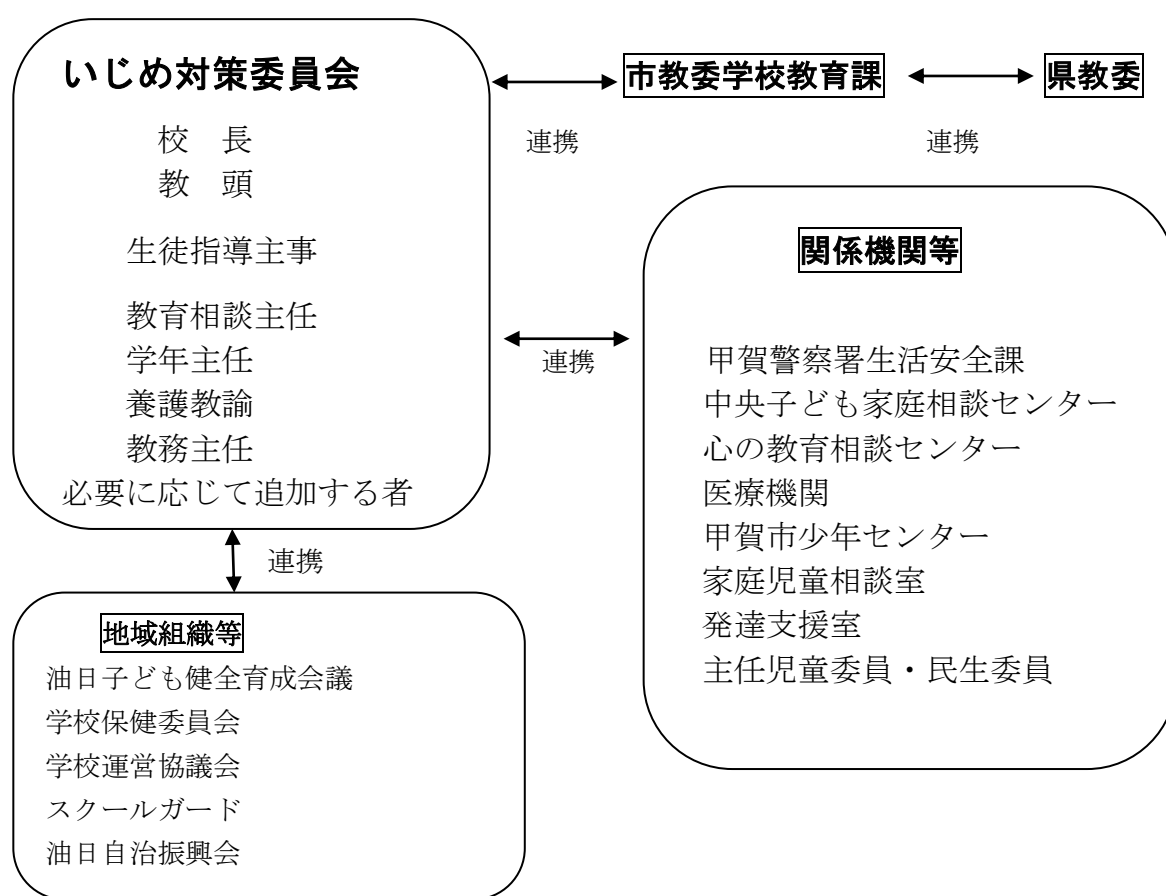 いじめ対策委員会
校　長
教　頭
生徒指導主事
教育相談主任
学年主任
養護教諭
教務主任
必要に応じて追加する者
連携
市教委学校教育課
連携
県教委
連携
関係機関等
甲賀警察署生活安全課
中央子ども家庭相談センター
心の教育相談センター
医療機関
甲賀市少年センター
家庭児童相談室
発達支援室
主任児童委員・民生委員
連携
地域組織等
油日子ども健全育成会議
学校保健委員会
学校運営協議会
スクールガード
油日自治振興会